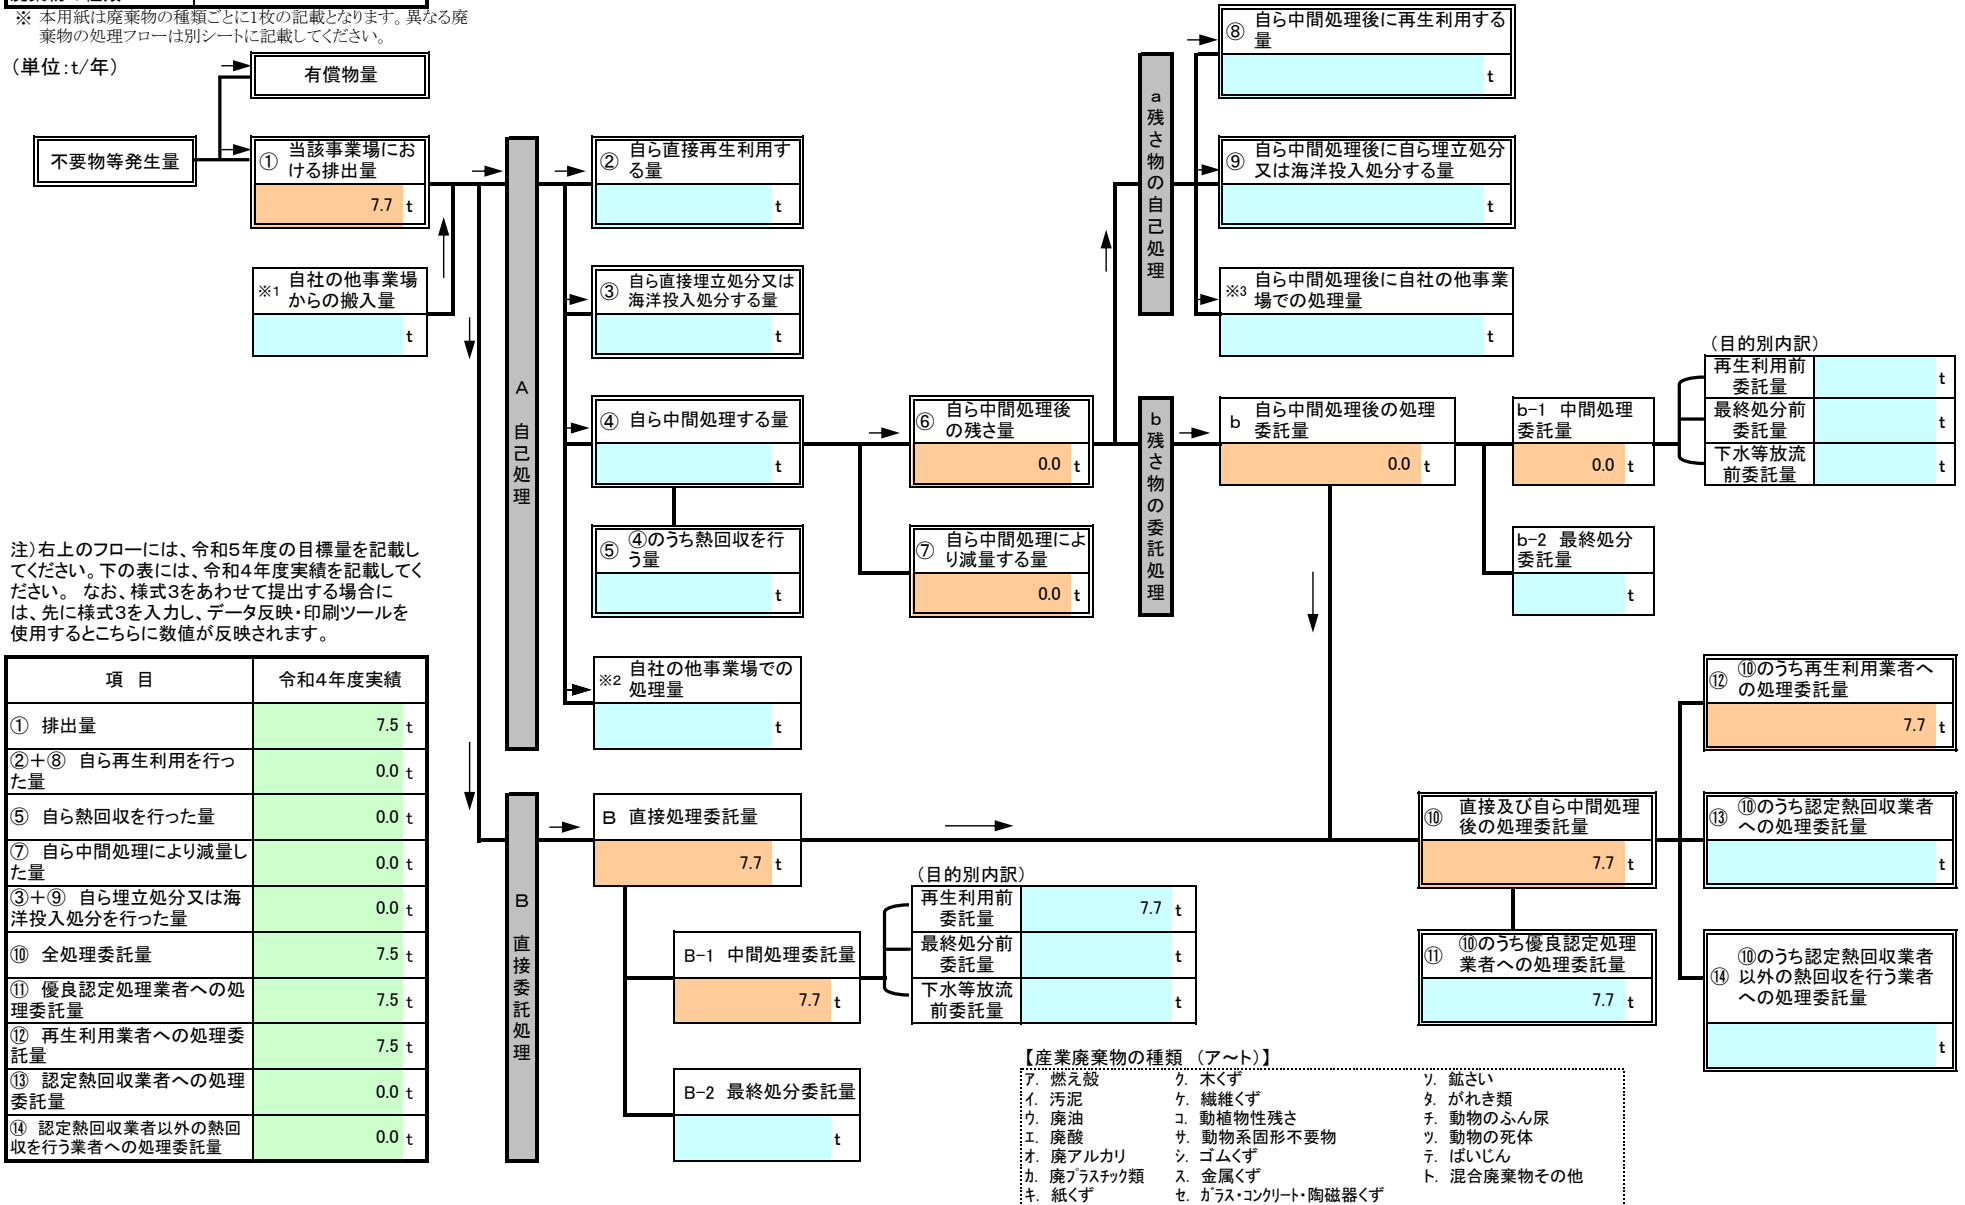 ※ 本用紙は廃棄物の種類ごとに1枚の記載となります。異なる廃
棄物の処理フローは別シートに記載してください。
（単位:t/年）
有償物量
不要物等発生量
① 当該事業場にお
ける排出量
7.7 t
※1 自社の他事業場
からの搬入量
t
A 自己処理
② 自ら直接再生利用す
る量
t
③ 自ら直接埋立処分又は
海洋投入処分する量
t
④ 自ら中間処理する量
t
⑤ ④のうち熱回収を行
う量
t
※2 自社の他事業場での
処理量
t
⑥ 自ら中間処理後
の残さ量
0.0 t
⑦ 自ら中間処理によ
り減量する量
0.0 t
a 残さ物の自己処理
⑧ 自ら中間処理後に再生利用する
量
t
⑨ 自ら中間処理後に自ら埋立処分
又は海洋投入処分する量
t
※3 自ら中間処理後に自社の他事業
場での処理量
t
b 残さ物の委託処理
b 自ら中間処理後の処理
委託量
0.0 t
b-1 中間処理
委託量
0.0 t
（目的別内訳）
再生利用前
委託量
t
最終処分前
委託量
t
下水等放流
前委託量
t
b-2 最終処分
委託量
t
注）右上のフローには、令和5年度の目標量を記載し
てください。下の表には、令和4年度実績を記載してく
ださい。 なお、様式3をあわせて提出する場合に
は、先に様式3を入力し、データ反映・印刷ツールを
使用するとこちらに数値が反映されます。
項 目 令和4年度実績
① 排出量 7.5 t
②＋⑧ 自ら再生利用を行っ
た量 0.0 t
⑤ 自ら熱回収を行った量 0.0 t
⑦ 自ら中間処理により減量し
た量 0.0 t
③＋⑨ 自ら埋立処分又は海
洋投入処分を行った量 0.0 t
⑩ 全処理委託量 7.5 t
⑪ 優良認定処理業者への処
理委託量 7.5 t
⑫ 再生利用業者への処理委
託量 7.5 t
⑬ 認定熱回収業者への処理
委託量 0.0 t
⑭ 認定熱回収業者以外の熱回
収を行う業者への処理委託量 0.0 t
B 直接委託処理
B 直接処理委託量
7.7 t
B-1 中間処理委託量
7.7 t
（目的別内訳）
再生利用前
委託量
7.7 t
最終処分前
委託量
t
下水等放流
前委託量
t
B-2 最終処分委託量
t
⑩ 直接及び自ら中間処理
後の処理委託量
7.7 t
⑪ ⑩のうち優良認定処理
業者への処理委託量
7.7 t
⑫ ⑩のうち再生利用業者へ
の処理委託量
7.7 t
⑬ ⑩のうち認定熱回収業者
への処理委託量
t
⑭ ⑩のうち認定熱回収業者
以外の熱回収を行う業者
への処理委託量
t
【産業廃棄物の種類 （ア～ト）】
ア. 燃え殻 ク. 木くず ソ. 鉱さい
イ. 汚泥 ケ. 繊維くず タ. がれき類
ウ. 廃油 コ. 動植物性残さ チ. 動物のふん尿
エ. 廃酸 サ. 動物系固形不要物 ツ. 動物の死体
オ. 廃アルカリ シ. ゴムくず テ. ばいじん
カ. 廃プラスチック類 ス. 金属くず ト. 混合廃棄物その他
キ. 紙くず セ. ガラス・コンクリート・陶磁器くず